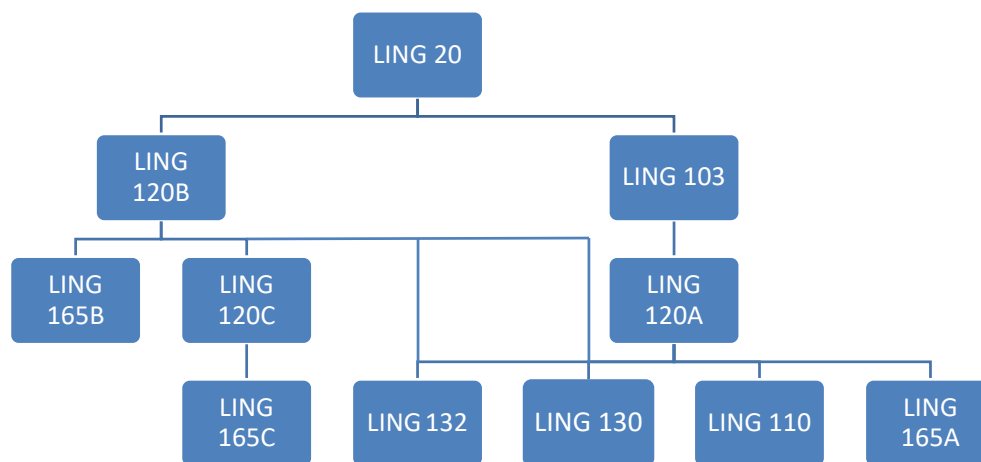 LING 20
LING
120B
LING 103
LING
165B
LING
120C
LING
120A
LING
165C
LING 132
LING 130
LING 110
LING
165A